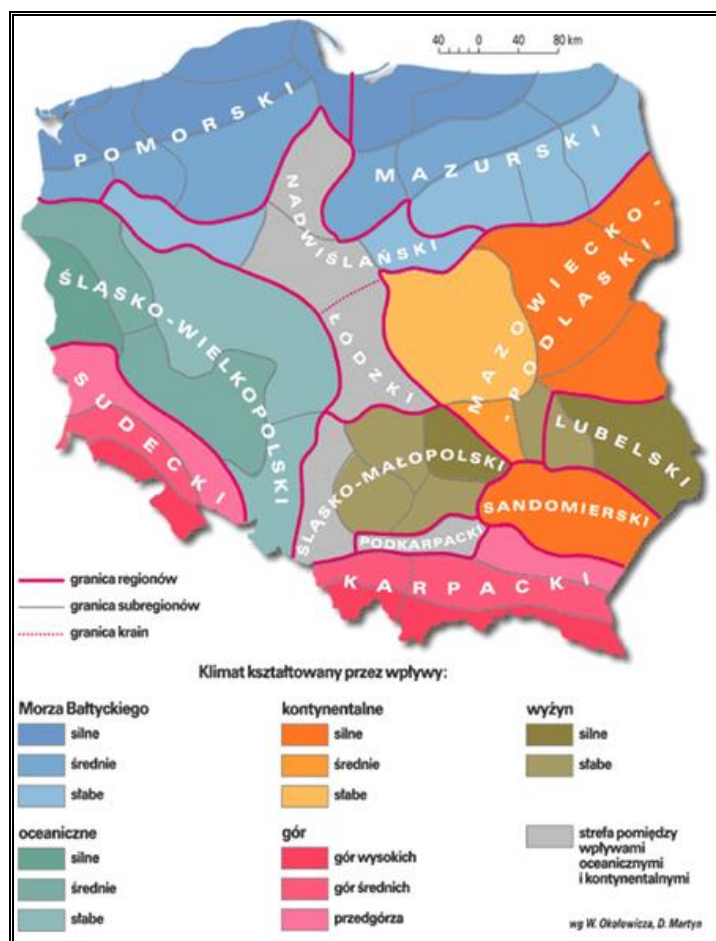 40 0 40 80 km
POMORSKI
MAZURSKI
NADWIŚLAŃSKI
MAZOWIECKO-
-PODLASKI
ŚLĄSKO-WIELKOPOLSKI
ŁÓDZKI
SUDECKI
LUBELSKI
ŚLĄSKO-MAŁOPOLSKI
SANDOMIERSKI
PODKARPACKI
KARPACKI
granica regionów
granica subregionów
granica krain
Klimat kształtowany przez wpływy:
Morza Bałtyckiego
silne
średnie
słabe
kontynentalne
silne
średnie
słabe
wyżyn
silne
słabe
oceaniczne
silne
średnie
słabe
gór
gór wysokich
gór średnich
przedgórza
strefa pomiędzy
wpływami
oceanicznymi
i kontynentalnymi
wg W. Okołowicza, D. Martyn